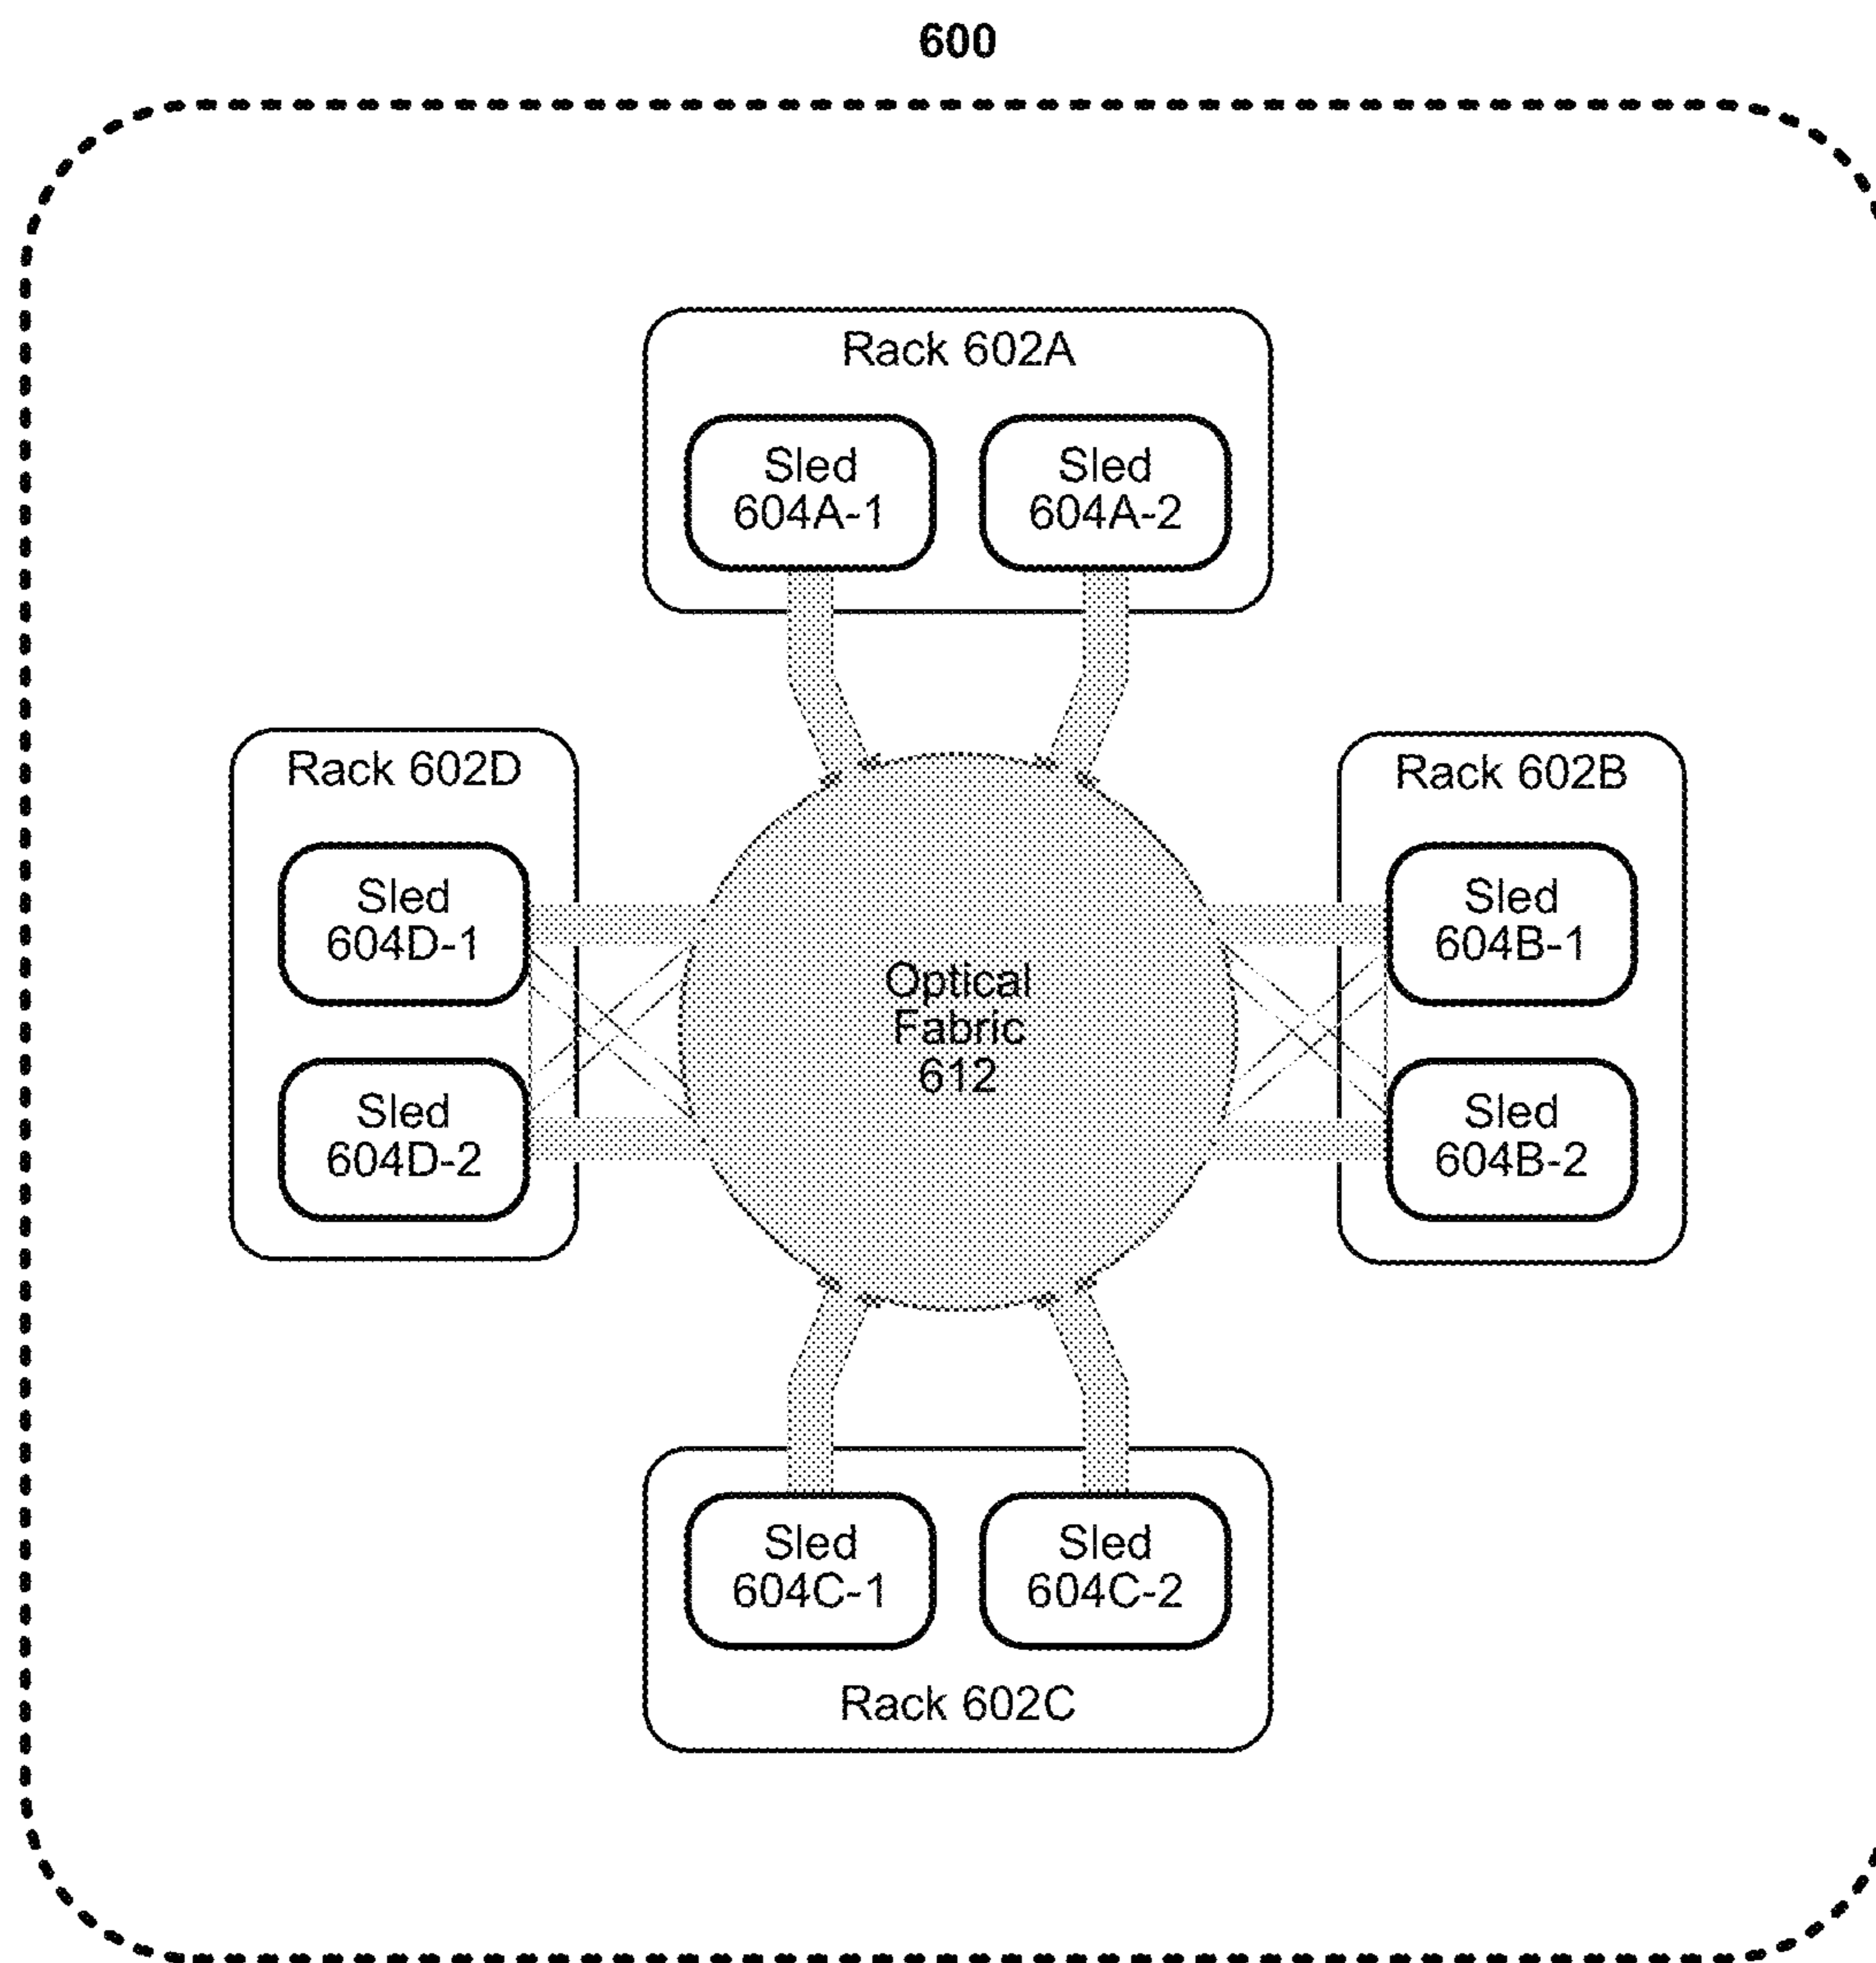 600
Rack 602A
Sled
604A-1
Sled
604A-2
Rack 602D
Sled
604D-1
Sled
604D-2
Optical
Fabric
612
Rack 602B
Sled
604B-1
Sled
604B-2
Sled
604C-1
Sled
604C-2
Rack 602C